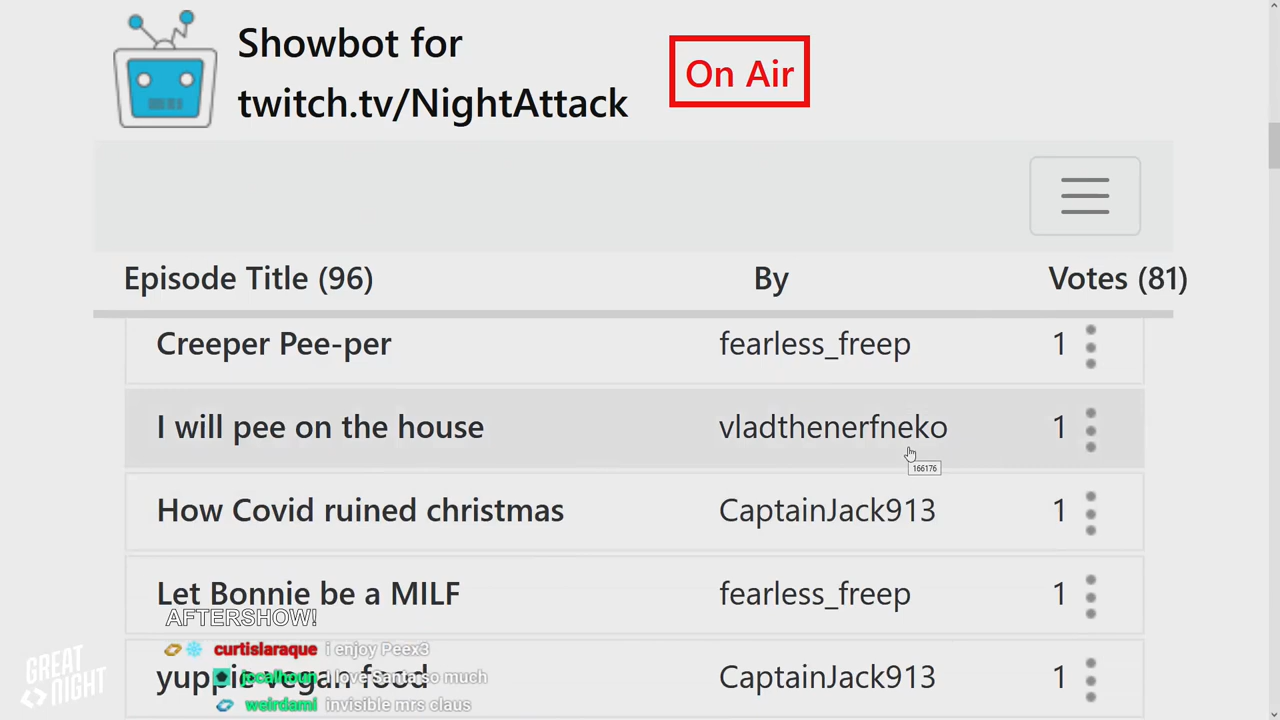 Showbot for
twitch.tv/NightAttack
On Air
Episode Title (96) By Votes (81)
Creeper Pee-per fearless_freep 1
I will pee on the house vladthenerfneko 1
166176
How Covid ruined christmas CaptainJack913 1
Let Bonnie be a MILF fearless_freep 1
AFTERSHOW!
curtislaraque i enjoy Peex3
yuppie vegan food CaptainJack913 1
jccalhoun I love Santa so much
weirdami invisible mrs claus
GREAT
NIGHT